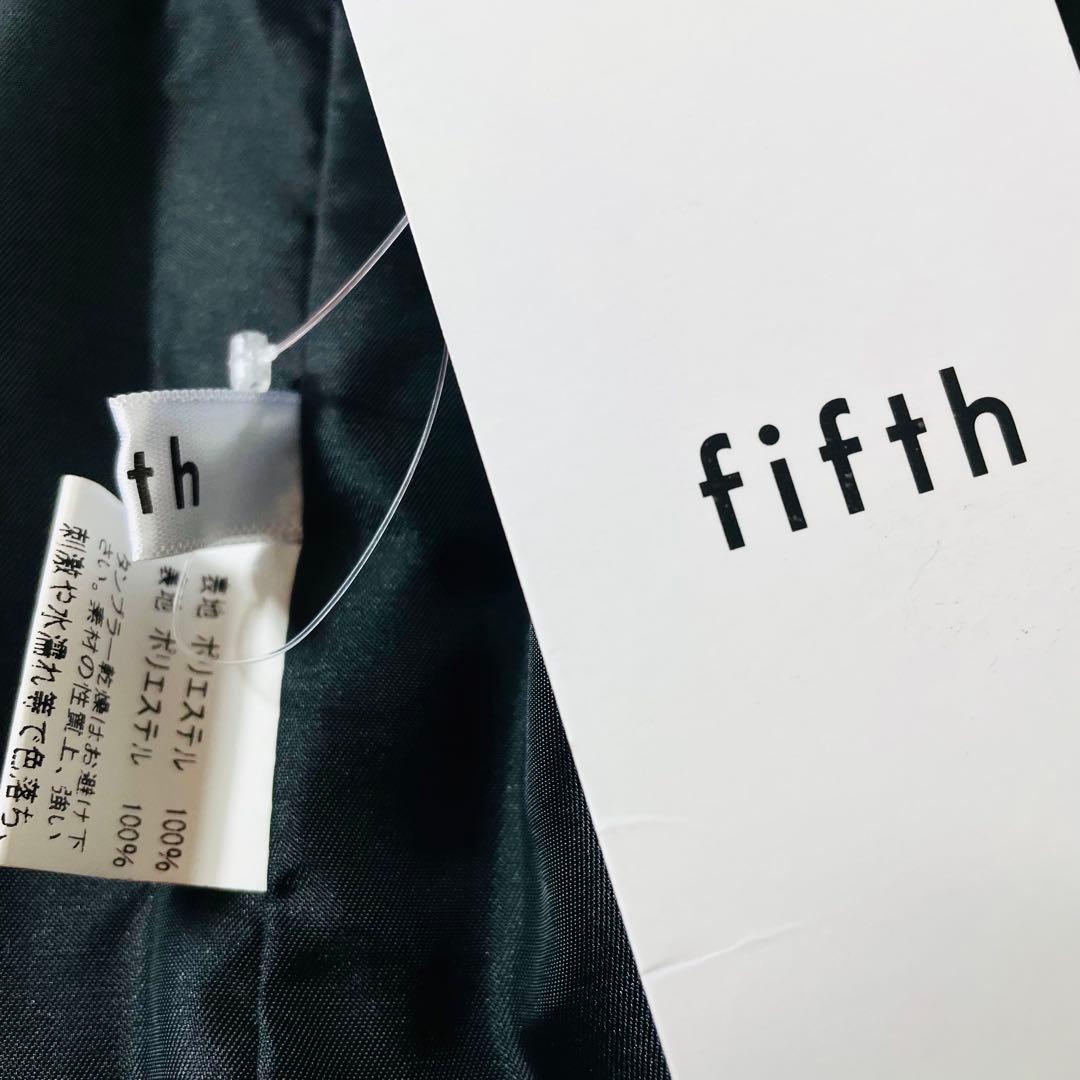 fifth
th
表地 ポリエステル 100%
裏地 ポリエステル 100%
タンブラー乾燥はお避け下
さい。素材の性質上、強い
刺激や水濡れ等で色落ち